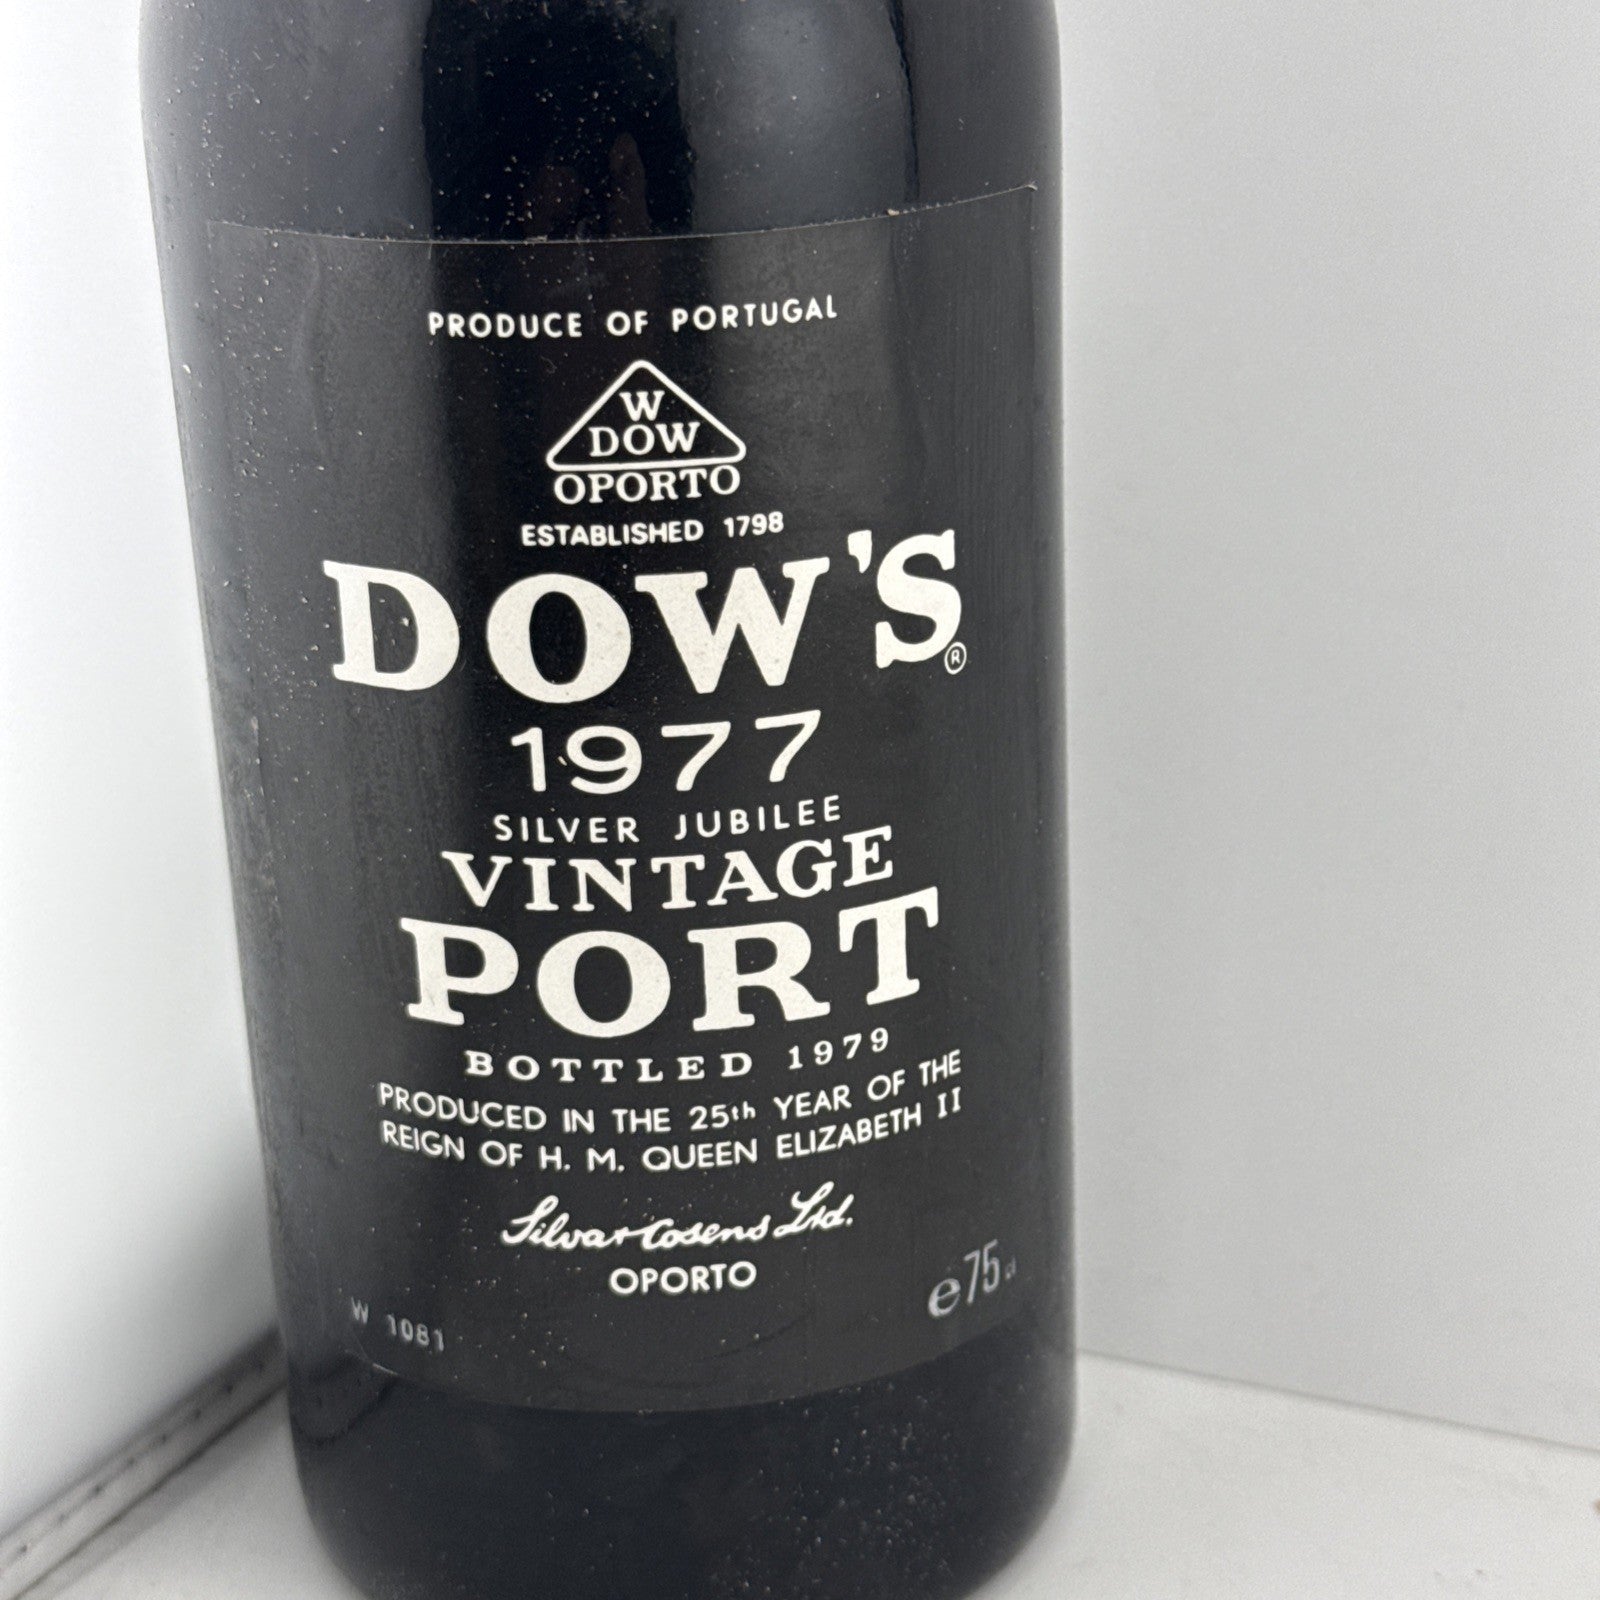 PRODUCE OF PORTUGAL
W
DOW
OPORTO
ESTABLISHED 1798
DOW'S®
1977
SILVER JUBILEE
VINTAGE
PORT
BOTTLED 1979
PRODUCED IN THE 25th YEAR OF THE
REIGN OF H. M. QUEEN ELIZABETH II
Silva & Cosens Ltd.
OPORTO
W 1081
e75cl